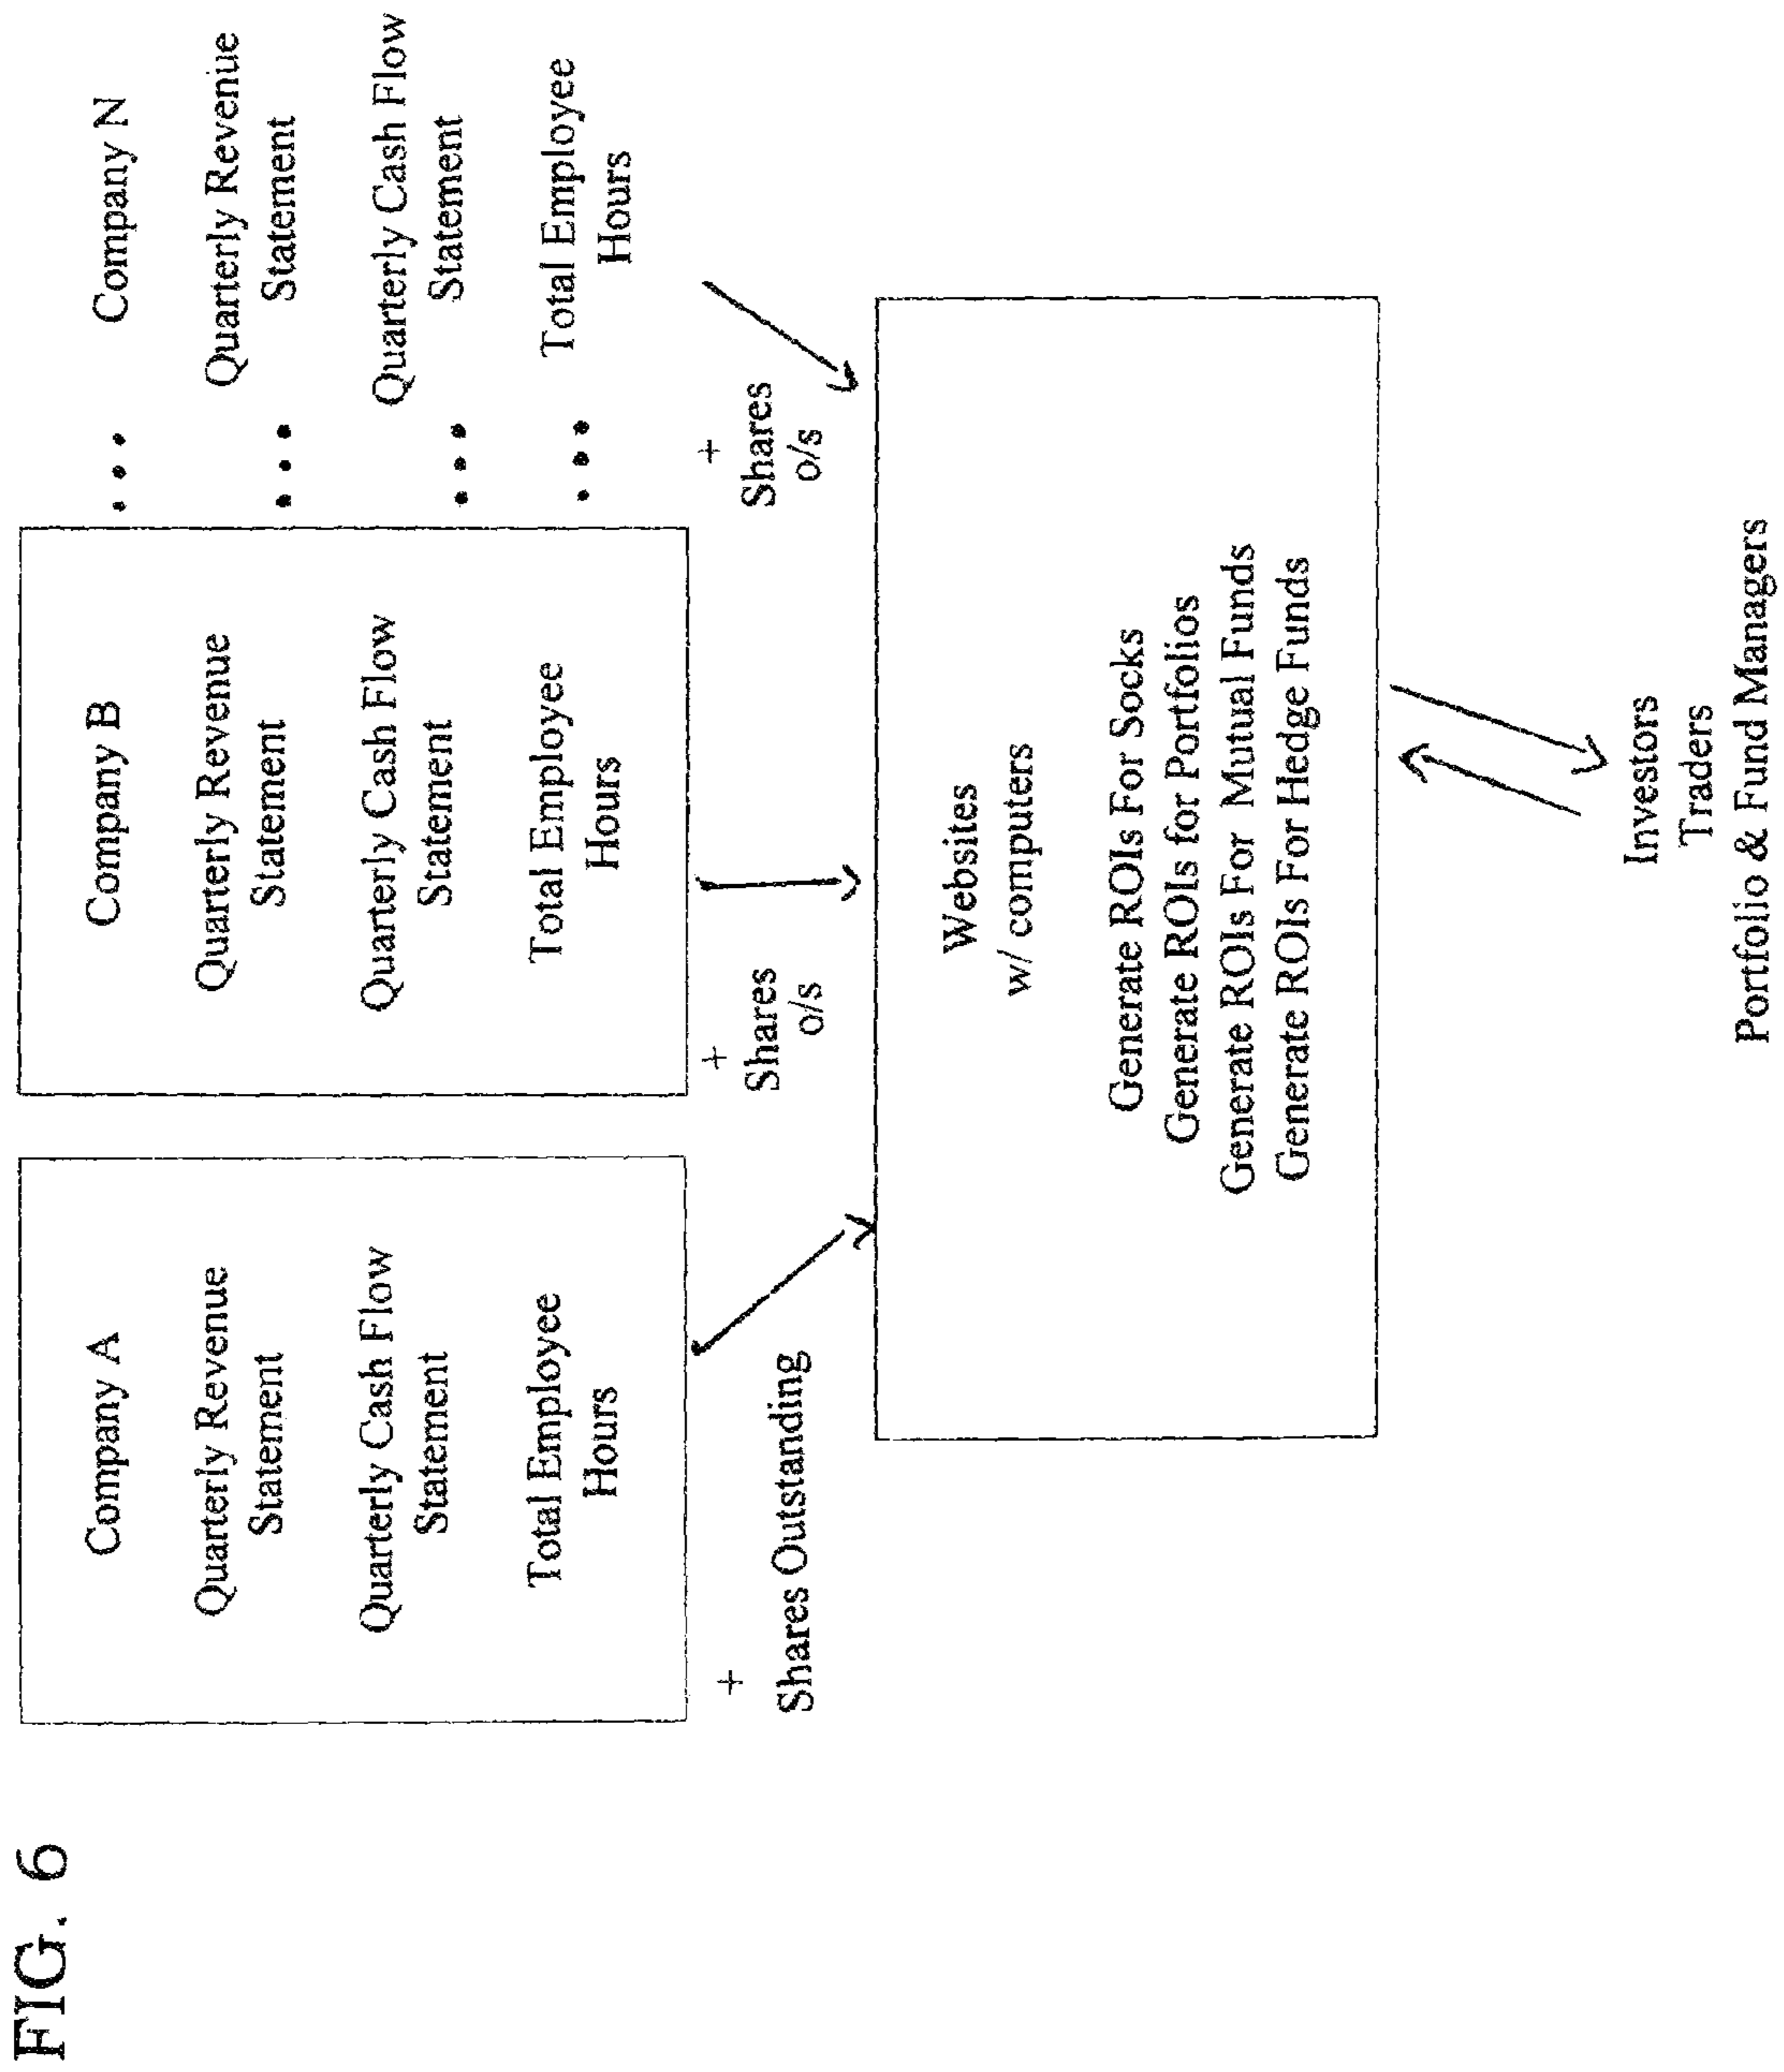 FIG. 6
Company A
Quarterly Revenue
Statement
Quarterly Cash Flow
Statement
Total Employee
Hours
+
Shares Outstanding
Company B
Quarterly Revenue
Statement
Quarterly Cash Flow
Statement
Total Employee
Hours
+
Shares
o/s
• • •
Company N
• • •
Quarterly Revenue
Statement
• • •
Quarterly Cash Flow
Statement
• • •
Total Employee
Hours
+
Shares
o/s
Websites
w/ computers
Generate ROIs For Socks
Generate ROIs for Portfolios
Generate ROIs For Mutual Funds
Generate ROIs For Hedge Funds
Investors
Traders
Portfolio & Fund Managers